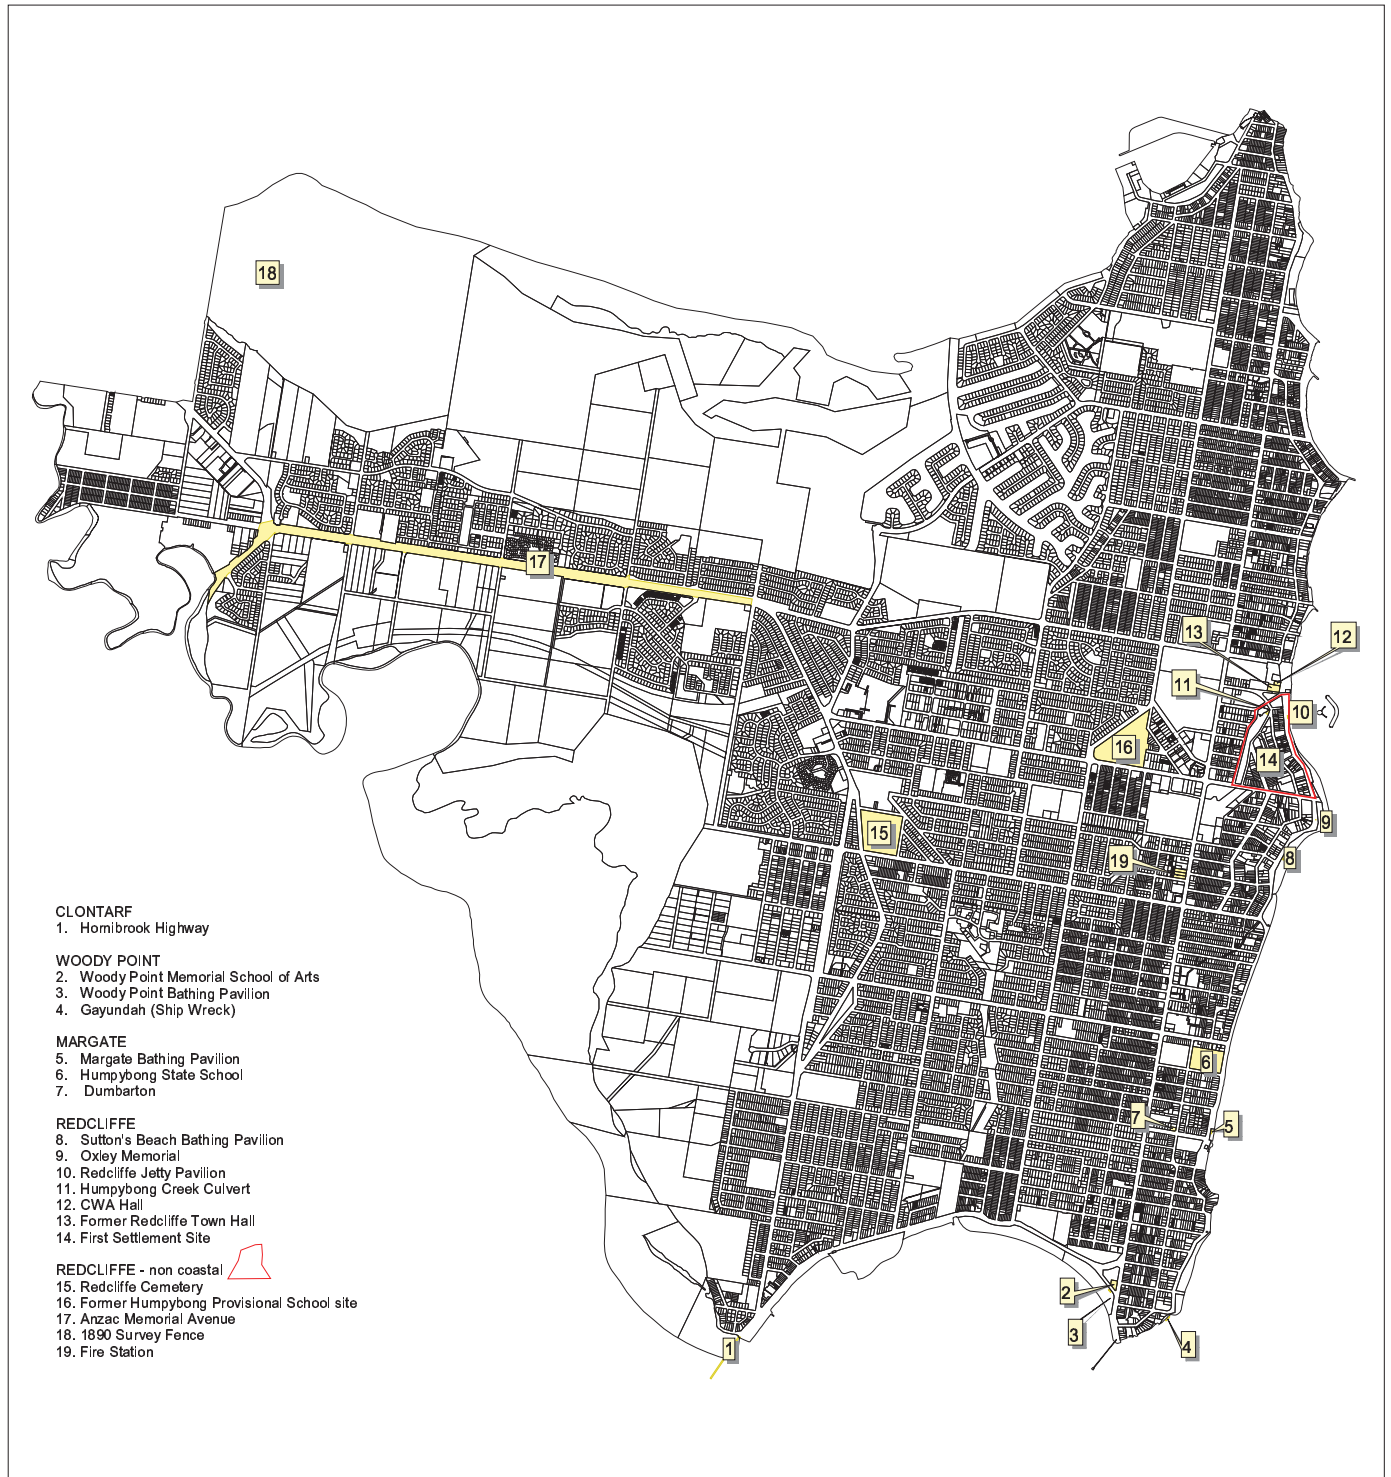 18
17
13
12
11
10
16
14
15
9
8
19
CLONTARF
1. Hornibrook Highway
WOODY POINT
2. Woody Point Memorial School of Arts
3. Woody Point Bathing Pavilion
4. Gayundah (Ship Wreck)
MARGATE
5. Margate Bathing Pavilion
6. Humpybong State School
7. Dumbarton
REDCLIFFE
8. Sutton's Beach Bathing Pavilion
9. Oxley Memorial
10. Redcliffe Jetty Pavilion
11. Humpybong Creek Culvert
12. CWA Hall
13. Former Redcliffe Town Hall
14. First Settlement Site
REDCLIFFE - non coastal
15. Redcliffe Cemetery
16. Former Humpybong Provisional School site
17. Anzac Memorial Avenue
18. 1890 Survey Fence
19. Fire Station
6
7
5
2
3
4
1